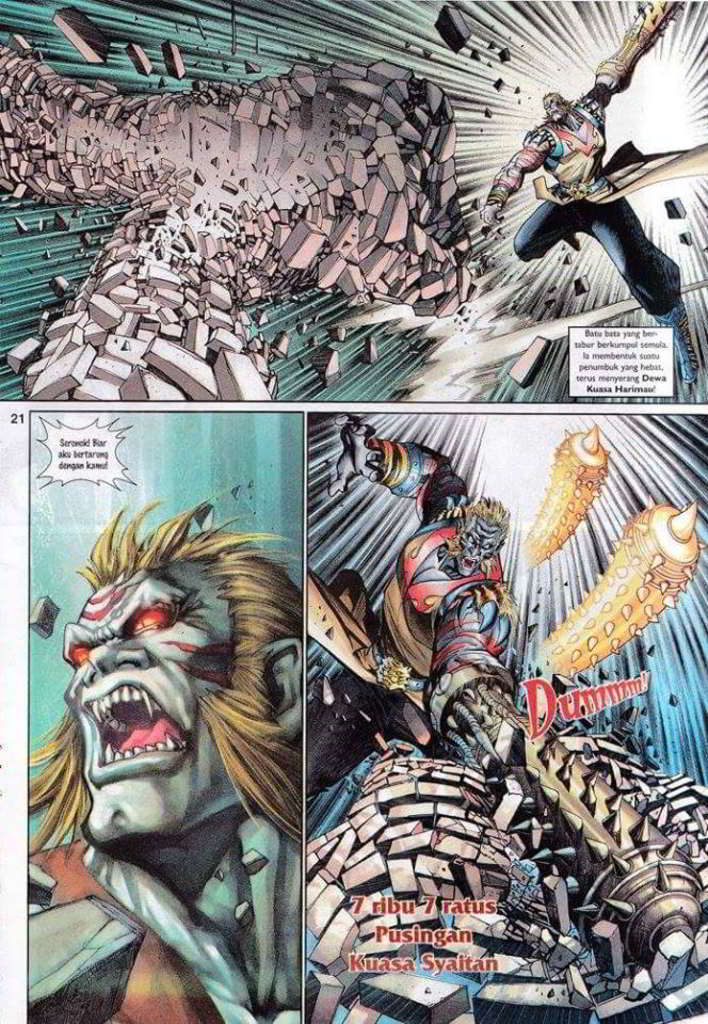 Batu bata yang ber-
tabur berkumpul semula.
Ia membentuk suatu
penumbuk yang hebat,
terus menyerang Dewa
Kuasa Harimau!
21
Seronok! Biar
aku bertarung
dengan kamu!
Dummm!
7 ribu 7 ratus
Pusingan
Kuasa Syaitan